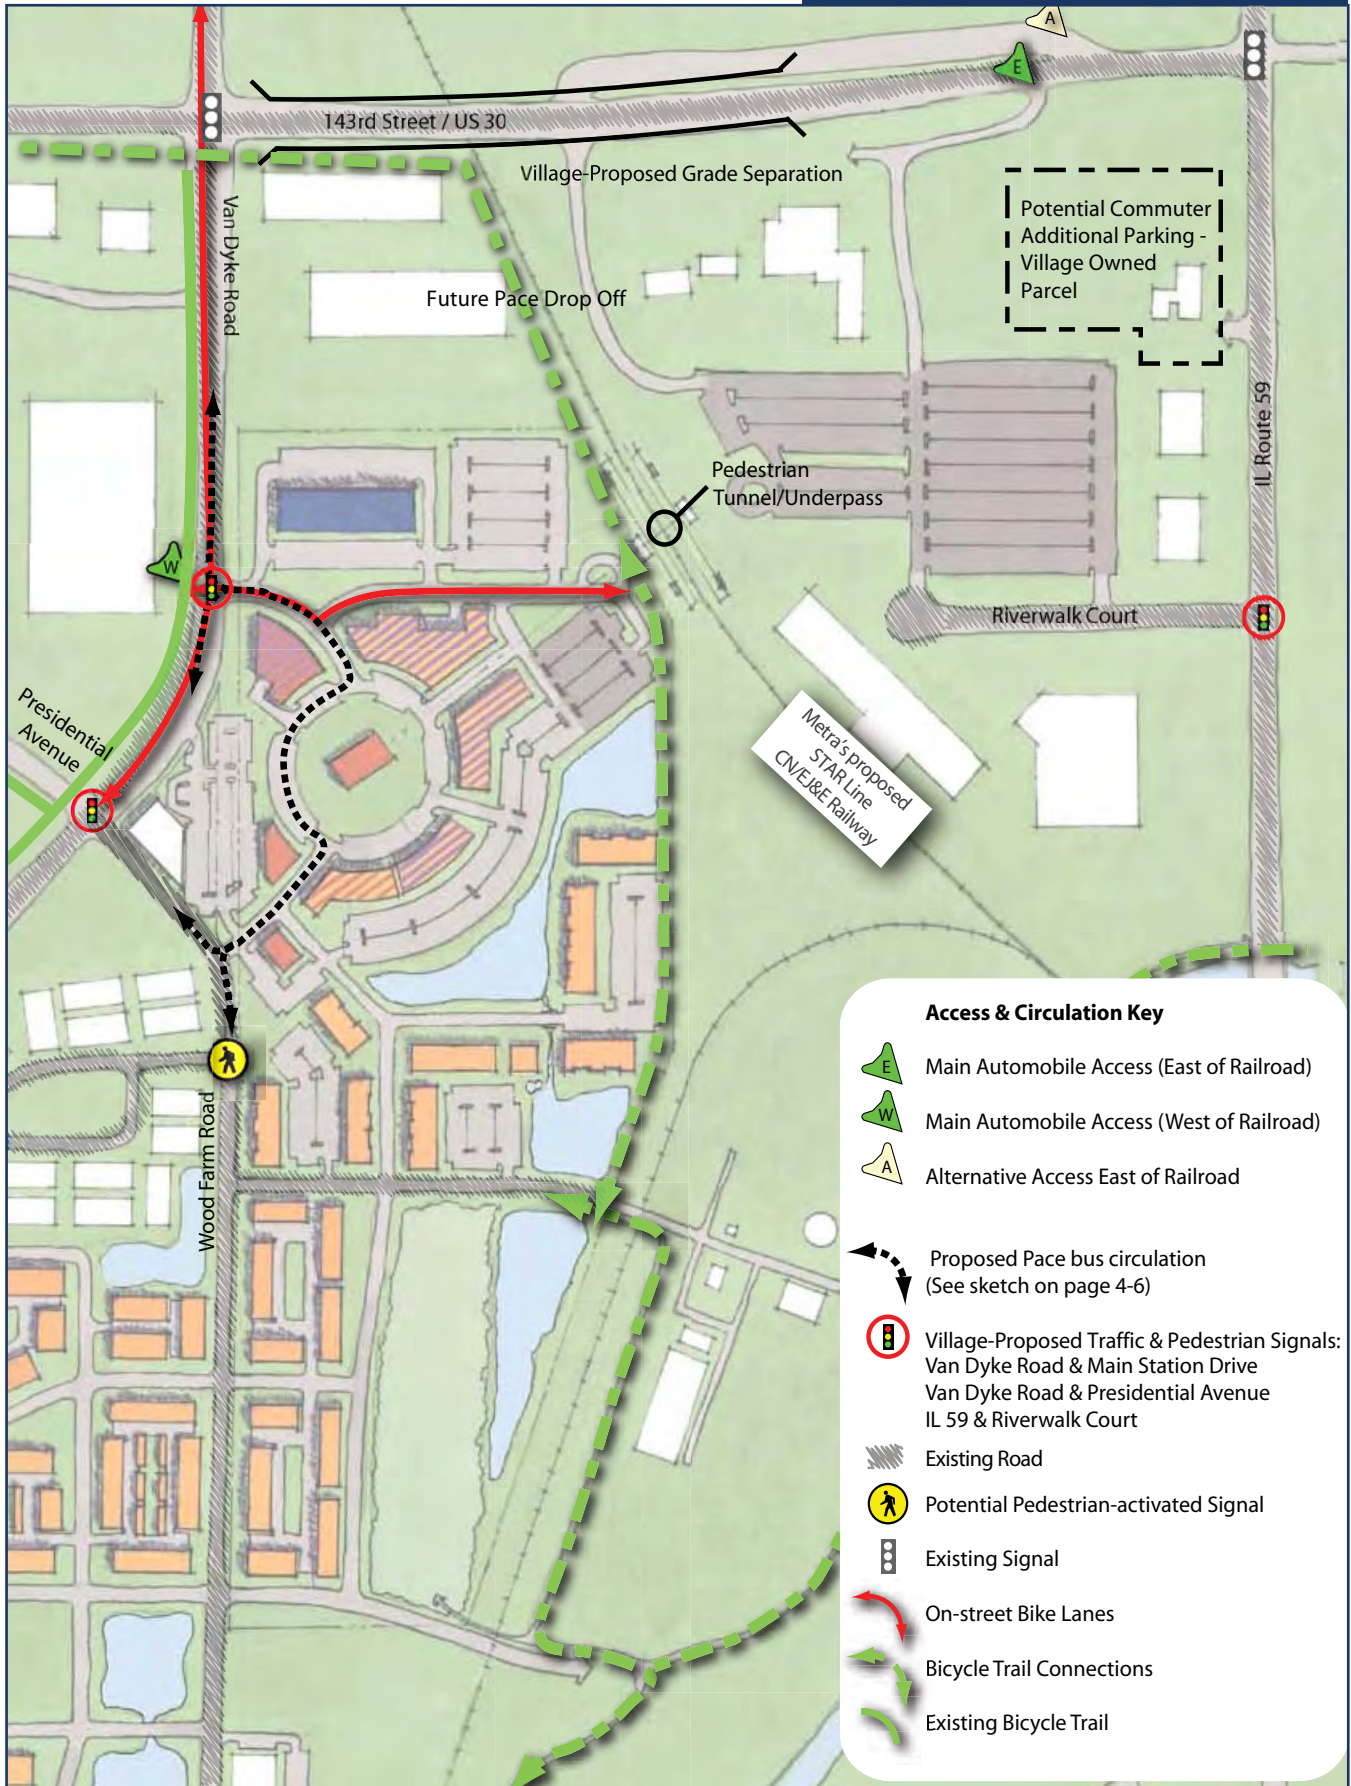 A
E
143rd Street / US 30
Village-Proposed Grade Separation
Van Dyke Road
Potential Commuter
Additional Parking -
Village Owned
Parcel
Future Pace Drop Off
IL Route 59
Pedestrian
Tunnel/Underpass
W
Riverwalk Court
Presidential
Avenue
Metra's proposed
STAR Line
CN/EJ&E Railway
Wood Farm Road
Access & Circulation Key
E
Main Automobile Access (East of Railroad)
W
Main Automobile Access (West of Railroad)
A
Alternative Access East of Railroad
Proposed Pace bus circulation
(See sketch on page 4-6)
Village-Proposed Traffic & Pedestrian Signals:
Van Dyke Road & Main Station Drive
Van Dyke Road & Presidential Avenue
IL 59 & Riverwalk Court
Existing Road
Potential Pedestrian-activated Signal
Existing Signal
On-street Bike Lanes
Bicycle Trail Connections
Existing Bicycle Trail